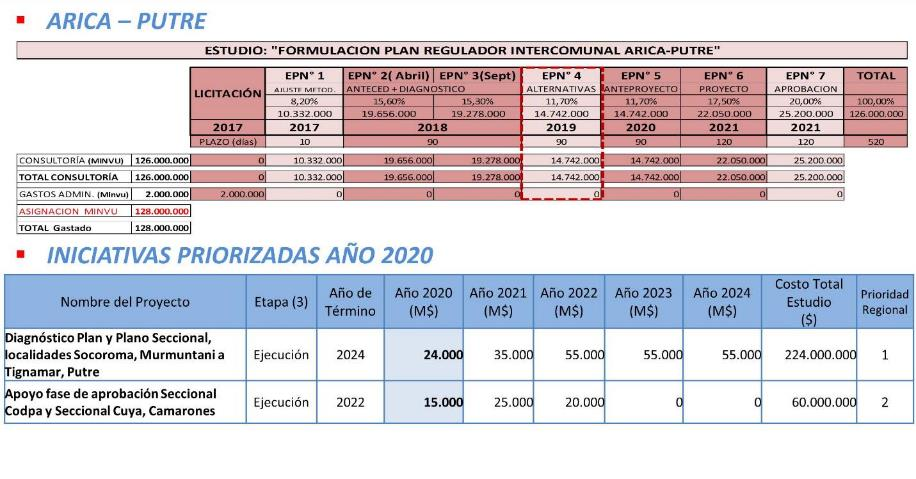 ARICA – PUTRE
ESTUDIO: "FORMULACION PLAN REGULADOR INTERCOMUNAL ARICA-PUTRE"
LICITACIÓN EPN° 1 EPN° 2( Abril) EPN° 3(Sept) EPN° 4 EPN° 5 EPN° 6 EPN° 7 TOTAL
AJUSTE METOD. ANTECED + DIAGNOSTICO ALTERNATIVAS ANTEPROYECTO PROYECTO APROBACION
8,20% 15,60% 15,30% 11,70% 11,70% 17,50% 20,00% 100,00%
10.332.000 19.656.000 19.278.000 14.742.000 14.742.000 22.050.000 25.200.000 126.000.000
2017 2017 2018 2019 2020 2021 2021
PLAZO (días) 10 90 90 90 120 120 520
CONSULTORÍA (MINVU) 126.000.000 0 10.332.000 19.656.000 19.278.000 14.742.000 14.742.000 22.050.000 25.200.000
TOTAL CONSULTORÍA 126.000.000 0 10.332.000 19.656.000 19.278.000 14.742.000 14.742.000 22.050.000 25.200.000
GASTOS ADMIN. (Minvu) 2.000.000 2.000.000 0 0 0 0 0 0 0
ASIGNACION MINVU 128.000.000
TOTAL Gastado 128.000.000
INICIATIVAS PRIORIZADAS AÑO 2020
Nombre del Proyecto Etapa (3) Año de Término Año 2020 (M$) Año 2021 (M$) Año 2022 (M$) Año 2023 (M$) Año 2024 (M$) Costo Total Estudio ($) Prioridad Regional
Diagnóstico Plan y Plano Seccional,
localidades Socoroma, Murmuntani a Ejecución 2024 24.000 35.000 55.000 55.000 55.000 224.000.000 1
Tignamar, Putre
Apoyo fase de aprobación Seccional
Codpa y Seccional Cuya, Camarones Ejecución 2022 15.000 25.000 20.000 0 0 60.000.000 2